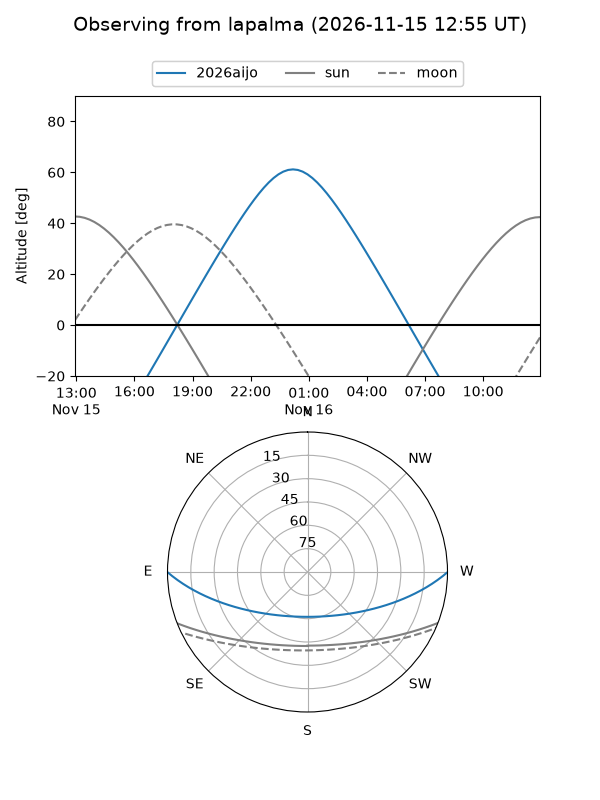 Observing from lapalma (2026-11-15 12:55 UT)
2026aijo sun moon
Altitude [deg]
80
60
40
20
0
−20
13:00 16:00 19:00 22:00 01:00 04:00 07:00 10:00
Nov 15 Nov 16
N
NE NW
15
30
45
60
75
E W
SE SW
S